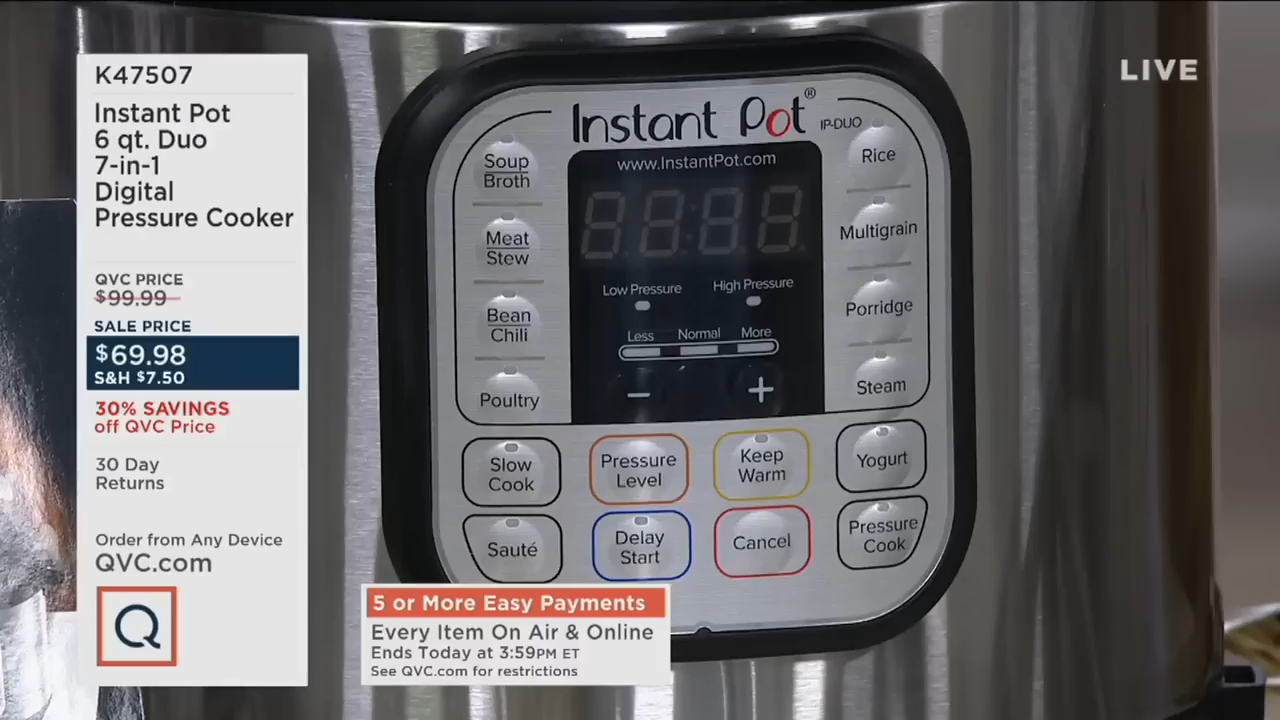 K47507
Instant Pot
6 qt. Duo
7-in-1
Digital
Pressure Cooker
QVC PRICE
$99.99
SALE PRICE
$69.98
S&H $7.50
30% SAVINGS
off QVC Price
30 Day
Returns
Order from Any Device
QVC.com
Q
LIVE
Instant Pot®
IP-DUO
www.InstantPot.com
88:88
Low Pressure
High Pressure
Less
Normal
More
−
+
Soup
Broth
Meat
Stew
Bean
Chili
Poultry
Rice
Multigrain
Porridge
Steam
Slow
Cook
Pressure
Level
Keep
Warm
Yogurt
Sauté
Delay
Start
Cancel
Pressure
Cook
5 or More Easy Payments
Every Item On Air & Online
Ends Today at 3:59PM ET
See QVC.com for restrictions